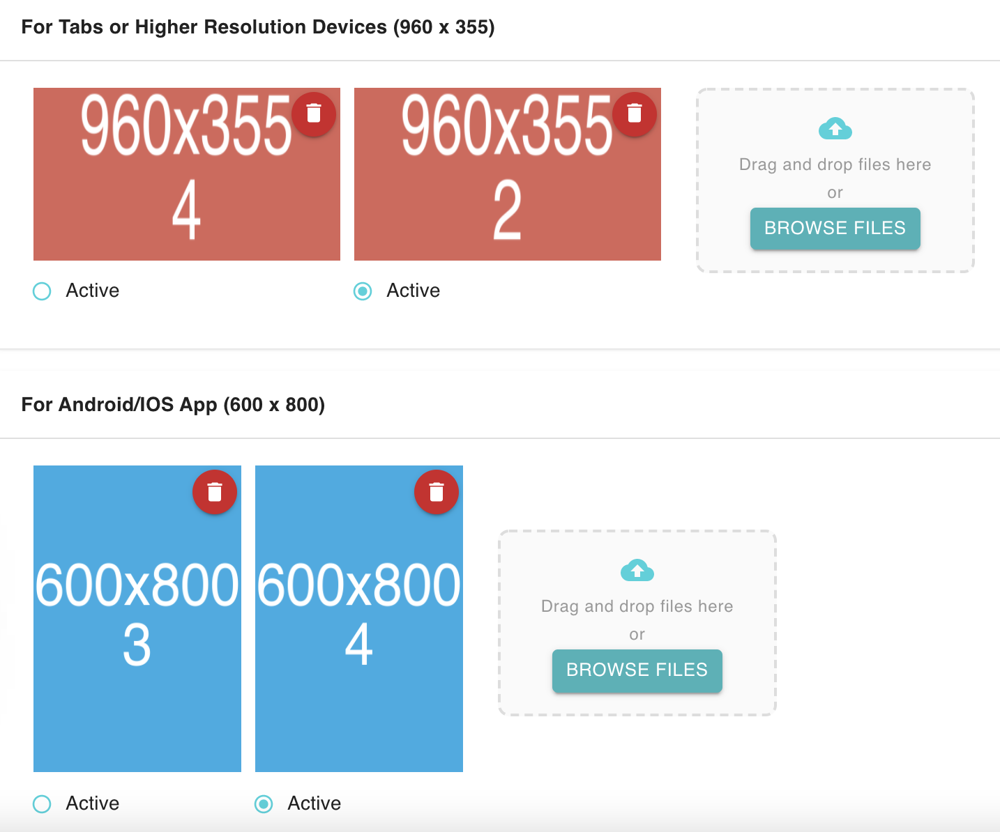 For Tabs or Higher Resolution Devices (960 x 355)
960x355
4
960x355
2
Drag and drop files here
or
BROWSE FILES
Active
Active
For Android/IOS App (600 x 800)
600x800
3
600x800
4
Drag and drop files here
or
BROWSE FILES
Active
Active